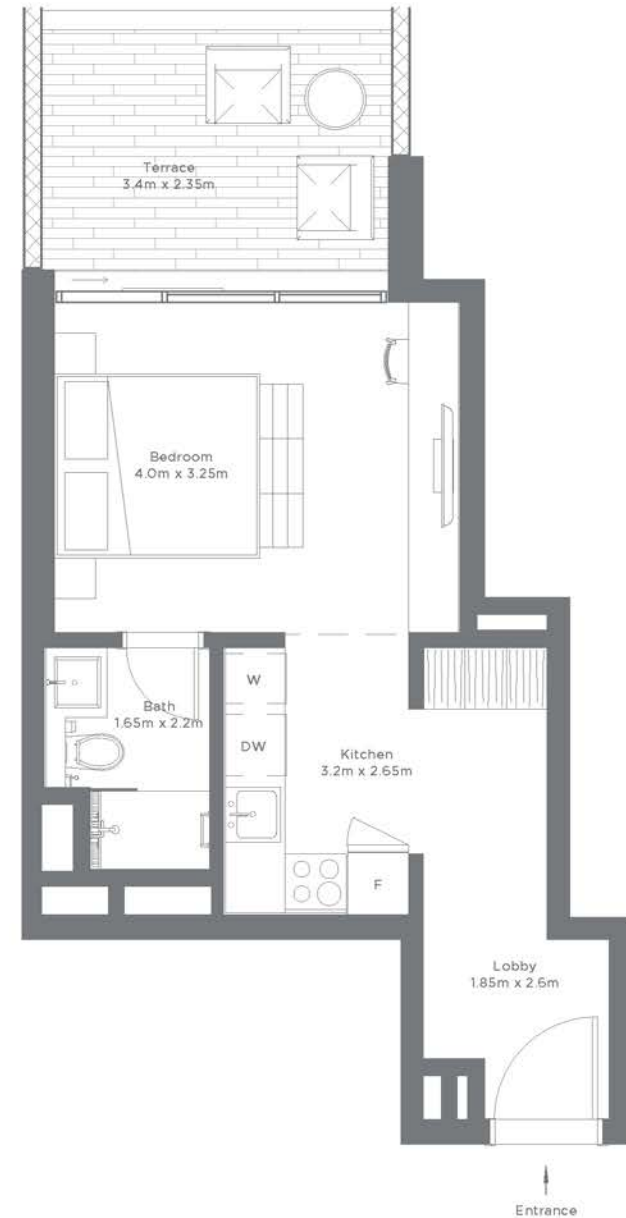 Terrace
3.4m x 2.35m
Bedroom
4.0m x 3.25m
W
Bath
1.65m x 2.2m
DW
Kitchen
3.2m x 2.65m
F
Lobby
1.85m x 2.6m
Entrance